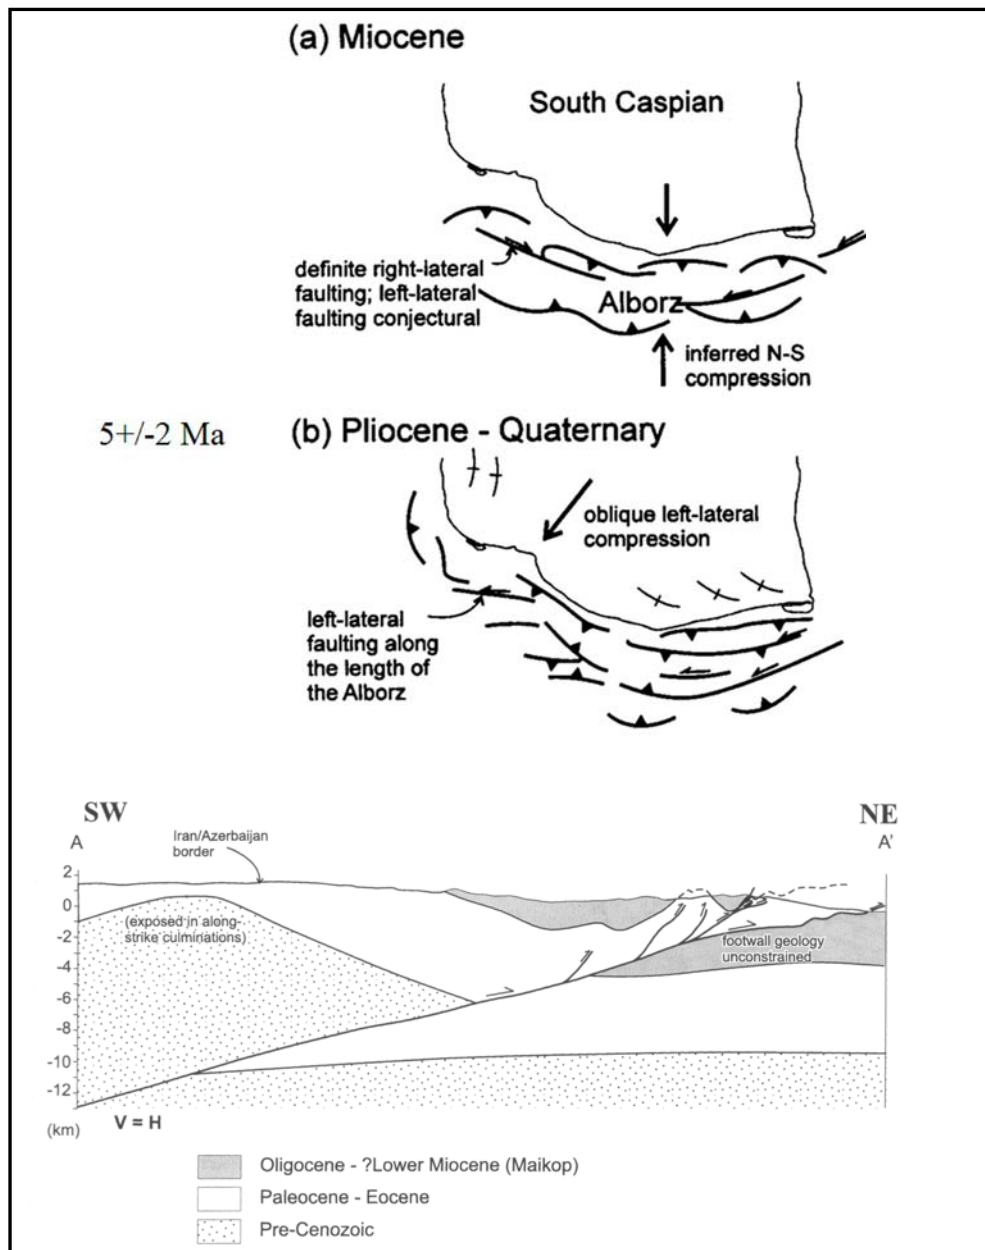 (a) Miocene
South Caspian
definite right-lateral
faulting; left-lateral
faulting conjectural
Alborz
inferred N-S
compression
5+/-2 Ma
(b) Pliocene - Quaternary
oblique left-lateral
compression
left-lateral
faulting along
the length of
the Alborz
SW
NE
A
Iran/Azerbaijan
border
A'
2
0
-2
-4
-6
-8
-10
-12
(km)
(exposed in along-
strike culminations)
footwall geology
unconstrained
V = H
Oligocene - ?Lower Miocene (Maikop)
Paleocene - Eocene
Pre-Cenozoic